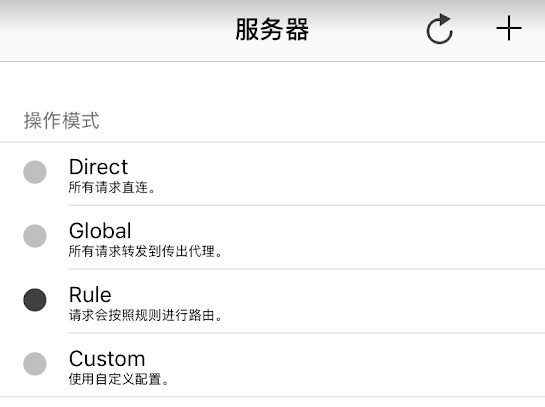 服务器
操作模式
Direct
所有请求直连。
Global
所有请求转发到传出代理。
Rule
请求会按照规则进行路由。
Custom
使用自定义配置。